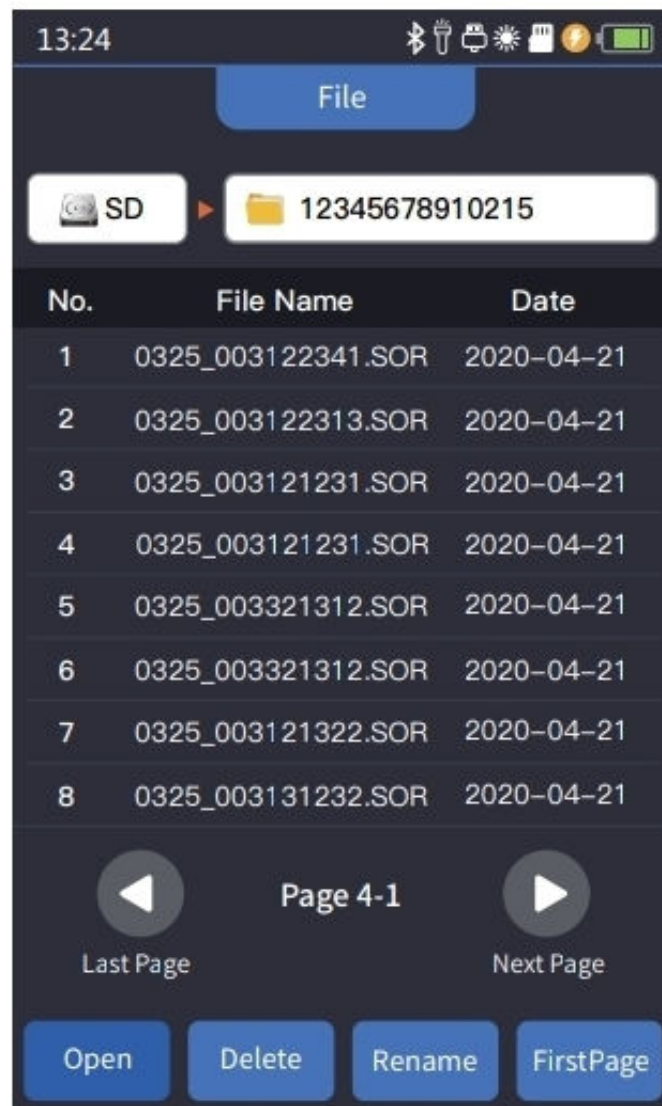 13:24
File
SD 12345678910215
No. File Name Date
1 0325_003122341.SOR 2020-04-21
2 0325_003122313.SOR 2020-04-21
3 0325_003121231.SOR 2020-04-21
4 0325_003121231.SOR 2020-04-21
5 0325_003321312.SOR 2020-04-21
6 0325_003321312.SOR 2020-04-21
7 0325_003121322.SOR 2020-04-21
8 0325_003131232.SOR 2020-04-21
Page 4-1
Last Page Next Page
Open Delete Rename FirstPage